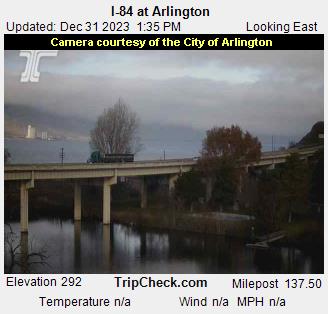 I-84 at Arlington
Updated: Dec 31 2023 1:35 PM Looking East
Camera courtesy of the City of Arlington
Elevation 292 TripCheck.com Milepost 137.50
Temperature n/a Wind n/a MPH n/a